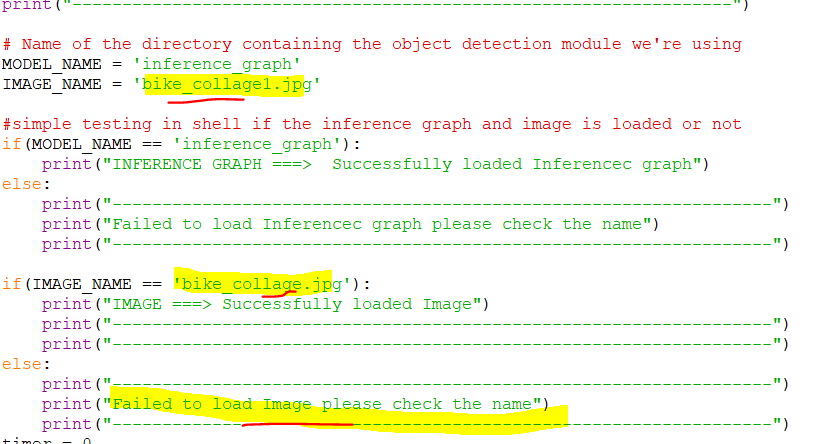 print("------------------------------------------------------------------")
# Name of the directory containing the object detection module we're using
MODEL_NAME = 'inference_graph'
IMAGE_NAME = 'bike_collage1.jpg'
#simple testing in shell if the inference graph and image is loaded or not
if(MODEL_NAME == 'inference_graph'):
    print("INFERENCE GRAPH ===>  Successfully loaded Inferencec graph")
else:
    print("------------------------------------------------------------------")
    print("Failed to load Inferencec graph please check the name")
    print("------------------------------------------------------------------")
if(IMAGE_NAME == 'bike_collage.jpg'):
    print("IMAGE ===> Successfully loaded Image")
    print("------------------------------------------------------------------")
    print("------------------------------------------------------------------")
else:
    print("------------------------------------------------------------------")
    print("Failed to load Image please check the name")
    print("------------------------------------------------------------------")
timer = 0